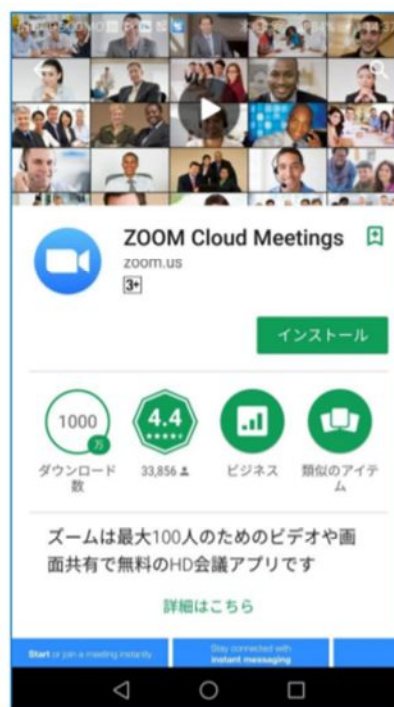 ZOOM Cloud Meetings
zoom.us
3+
インストール
1000
万
ダウンロード
数
4.4
33,856
ビジネス
類似のアイテ
ム
ズームは最大100人のためのビデオや画
面共有で無料のHD会議アプリです
詳細はこちら
Start or join a meeting instantly
Stay connected with
instant messaging